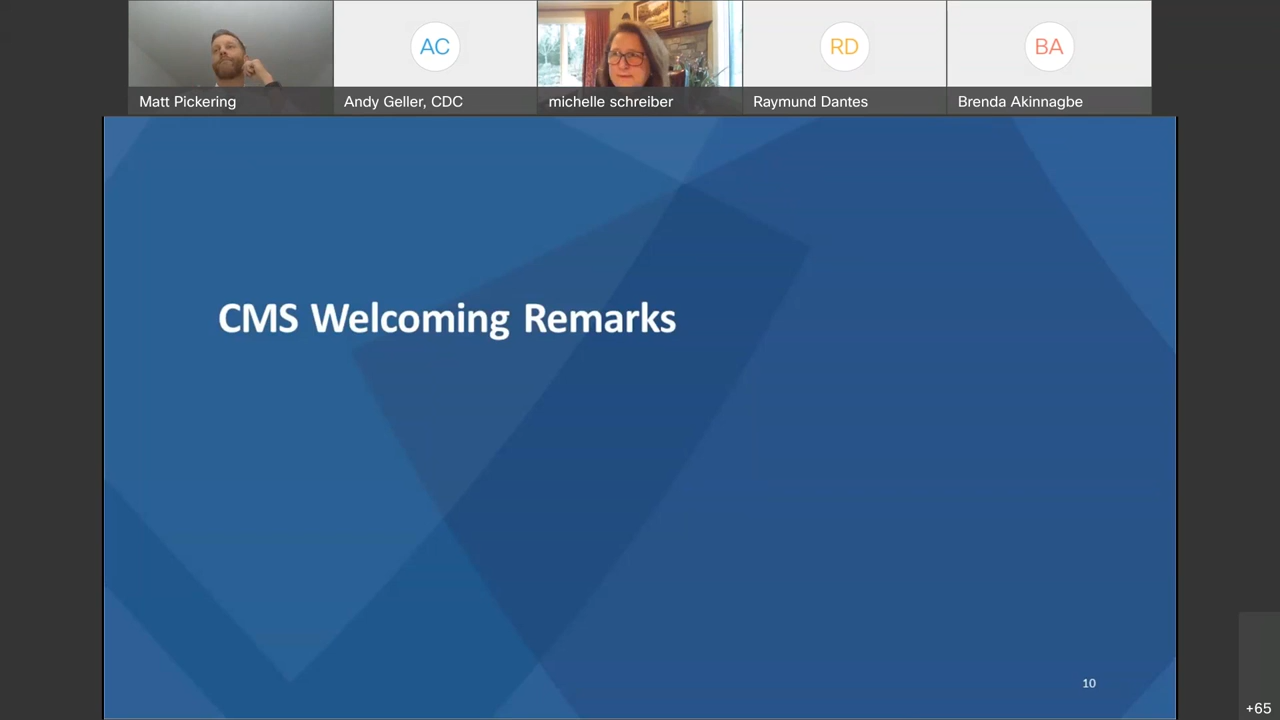 AC
RD
BA
Matt Pickering
Andy Geller, CDC
michelle schreiber
Raymund Dantes
Brenda Akinnagbe
CMS Welcoming Remarks
10
+65